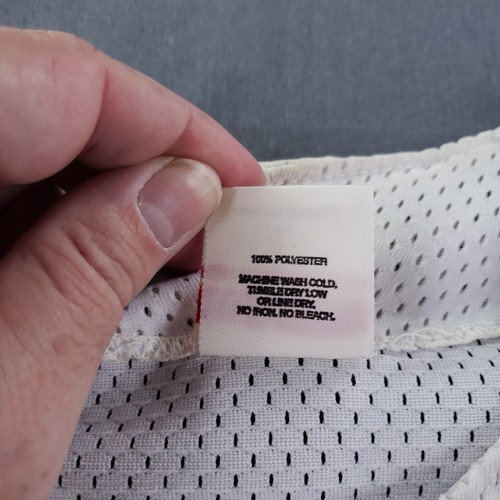 100% POLYESTER
MACHINE WASH COLD,
TUMBLE DRY LOW
OR LINE DRY.
NO IRON. NO BLEACH.